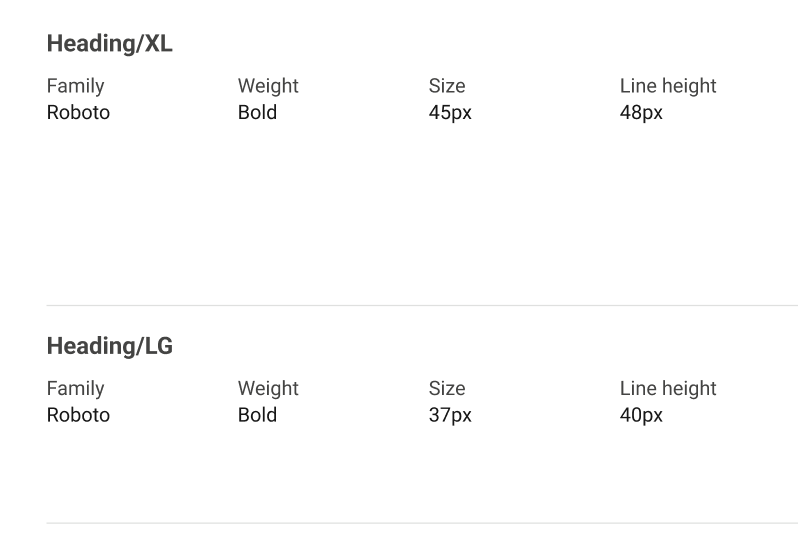 Heading/XL
Family Weight Size Line height
Roboto Bold 45px 48px
Heading/LG
Family Weight Size Line height
Roboto Bold 37px 40px